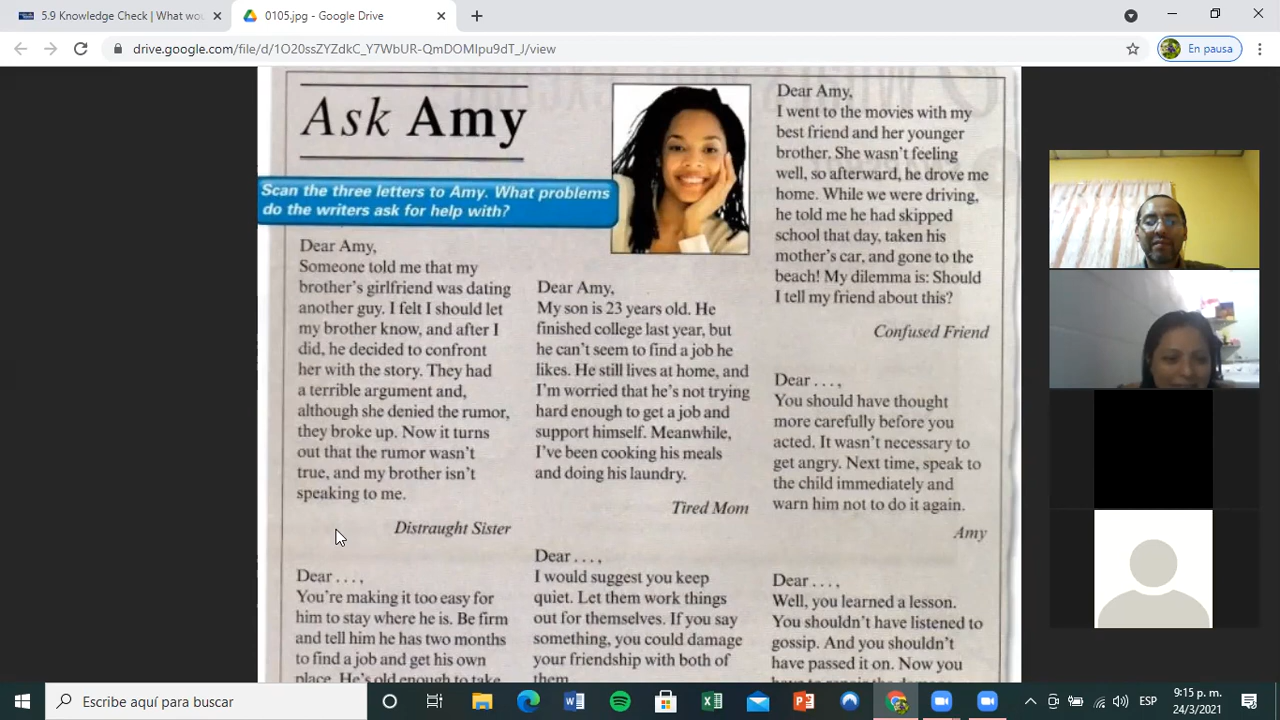 5.9 Knowledge Check | What wou
0105.jpg - Google Drive
drive.google.com/file/d/1O20ssZYZdkC_Y7WbUR-QmDOMIpu9dT_J/view
En pausa
Ask Amy
Scan the three letters to Amy. What problems
do the writers ask for help with?
Dear Amy,
Someone told me that my
brother's girlfriend was dating
another guy. I felt I should let
my brother know, and after I
did, he decided to confront
her with the story. They had
a terrible argument and,
although she denied the rumor,
they broke up. Now it turns
out that the rumor wasn't
true, and my brother isn't
speaking to me.
Distraught Sister
Dear . . . ,
You're making it too easy for
him to stay where he is. Be firm
and tell him he has two months
to find a job and get his own
place. He's old enough to take
Dear Amy,
My son is 23 years old. He
finished college last year, but
he can't seem to find a job he
likes. He still lives at home, and
I'm worried that he's not trying
hard enough to get a job and
support himself. Meanwhile,
I've been cooking his meals
and doing his laundry.
Tired Mom
Dear . . . ,
I would suggest you keep
quiet. Let them work things
out for themselves. If you say
something, you could damage
your friendship with both of
them.
Dear Amy,
I went to the movies with my
best friend and her younger
brother. She wasn't feeling
well, so afterward, he drove me
home. While we were driving,
he told me he had skipped
school that day, taken his
mother's car, and gone to the
beach! My dilemma is: Should
I tell my friend about this?
Confused Friend
Dear . . . ,
You should have thought
more carefully before you
acted. It wasn't necessary to
get angry. Next time, speak to
the child immediately and
warn him not to do it again.
Amy
Dear . . . ,
Well, you learned a lesson.
You shouldn't have listened to
gossip. And you shouldn't
have passed it on. Now you
have to repair the damage
Escribe aquí para buscar
ESP
9:15 p. m.
24/3/2021